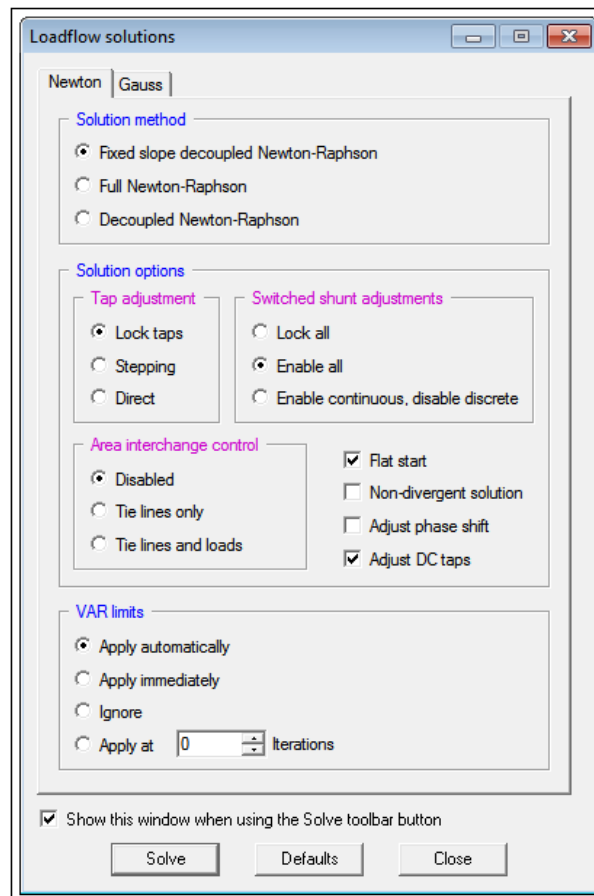 Loadflow solutions
Newton Gauss
Solution method
Fixed slope decoupled Newton-Raphson
Full Newton-Raphson
Decoupled Newton-Raphson
Solution options
Tap adjustment
Lock taps
Stepping
Direct
Switched shunt adjustments
Lock all
Enable all
Enable continuous, disable discrete
Area interchange control
Disabled
Tie lines only
Tie lines and loads
Flat start
Non-divergent solution
Adjust phase shift
Adjust DC taps
VAR limits
Apply automatically
Apply immediately
Ignore
Apply at 0 Iterations
Show this window when using the Solve toolbar button
Solve Defaults Close